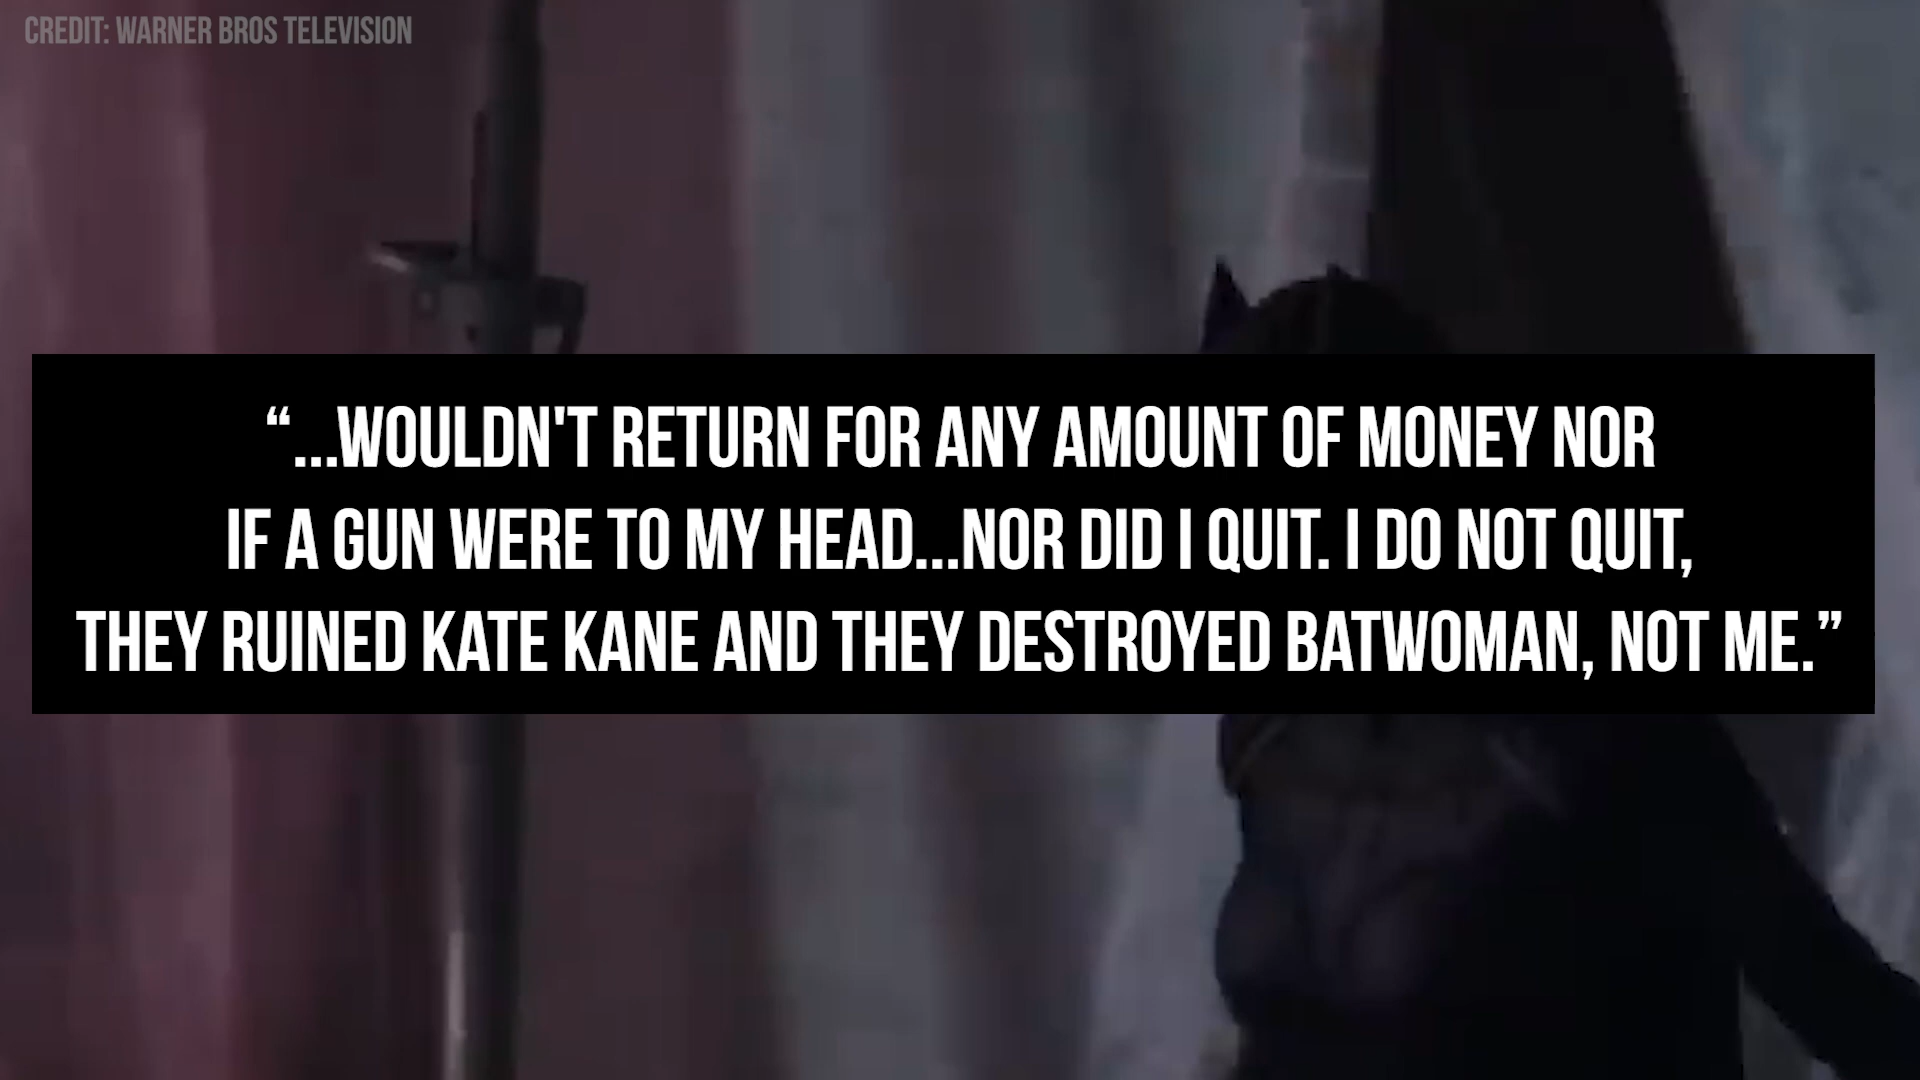 CREDIT: WARNER BROS TELEVISION
“...WOULDN'T RETURN FOR ANY AMOUNT OF MONEY NOR
IF A GUN WERE TO MY HEAD...NOR DID I QUIT. I DO NOT QUIT,
THEY RUINED KATE KANE AND THEY DESTROYED BATWOMAN, NOT ME.”